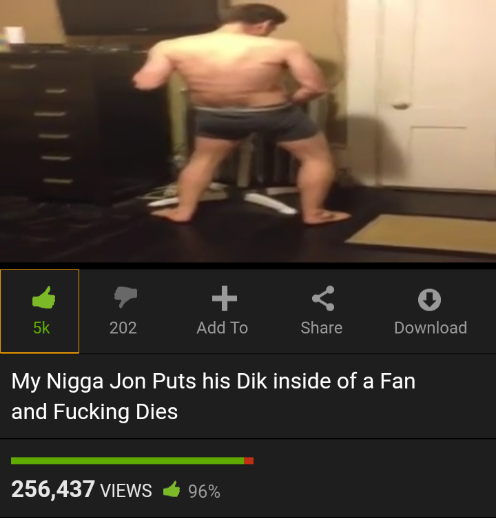 5k
202
Add To
Share
Download
My Nigga Jon Puts his Dik inside of a Fan
and Fucking Dies
256,437 VIEWS 96%